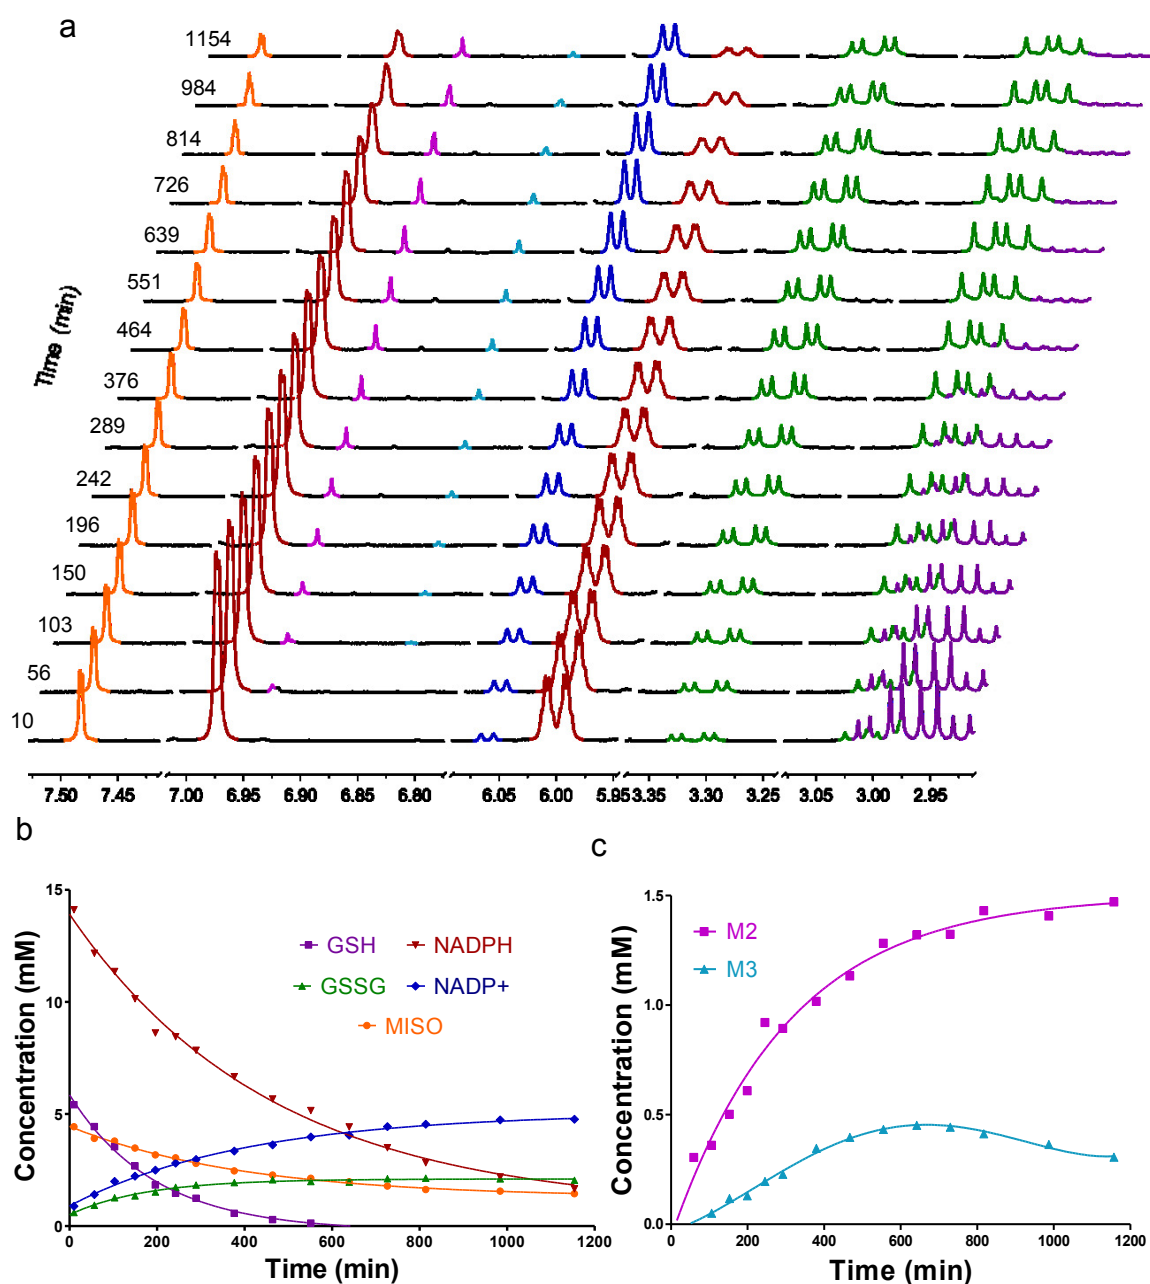 a
1154
984
814
726
639
551
464
376
289
242
196
150
103
56
10
Time (min)
7.50 7.45 7.00 6.95 6.90 6.85 6.80 6.05 6.00 5.95 3.35 3.30 3.25 3.05 3.00 2.95
b
15
10
5
0
Concentration (mM)
GSH NADPH
GSSG NADP+
MISO
0 200 400 600 800 1000 1200
Time (min)
c
1.5
1.0
0.5
0.0
Concentration (mM)
M2
M3
0 200 400 600 800 1000 1200
Time (min)